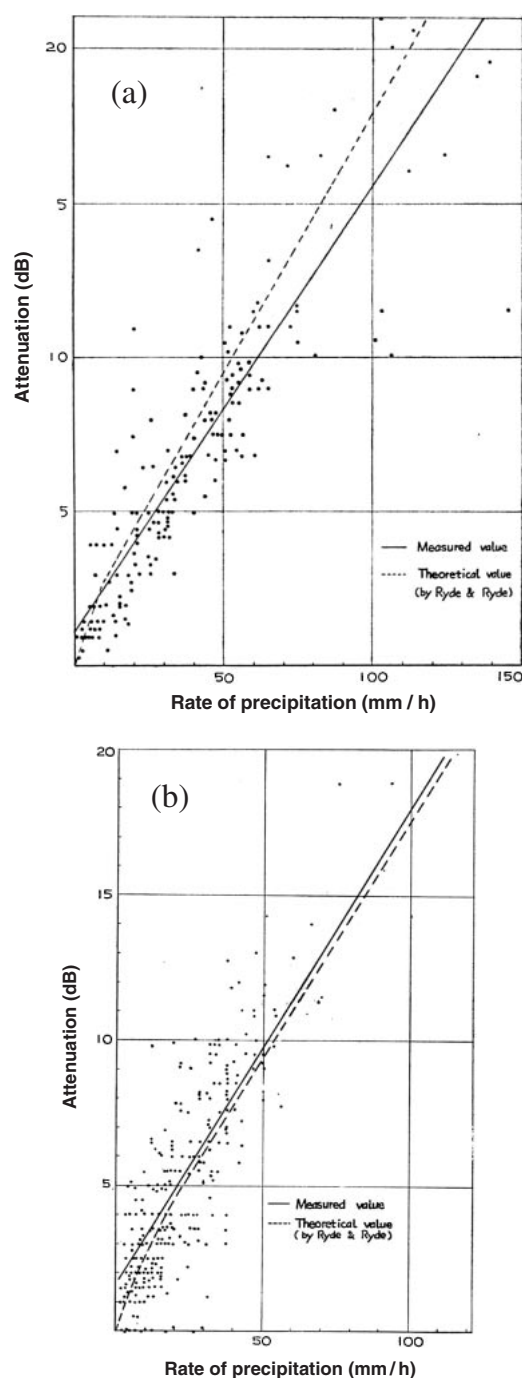 (a)
20
5
10
5
Attenuation (dB)
Measured value
Theoretical value
(by Ryde & Ryde)
50
100
150
Rate of precipitation (mm / h)
(b)
20
15
10
5
Attenuation (dB)
Measured value
Theoretical value
(by Ryde & Ryde)
50
100
Rate of precipitation (mm / h)